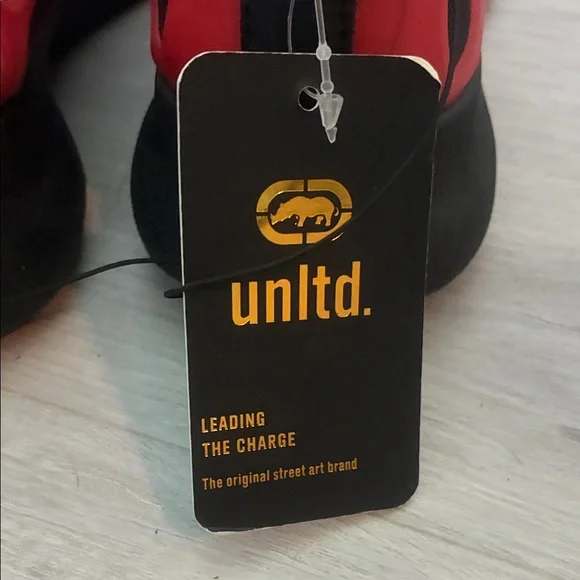 unltd.
LEADING
THE CHARGE
The original street art brand